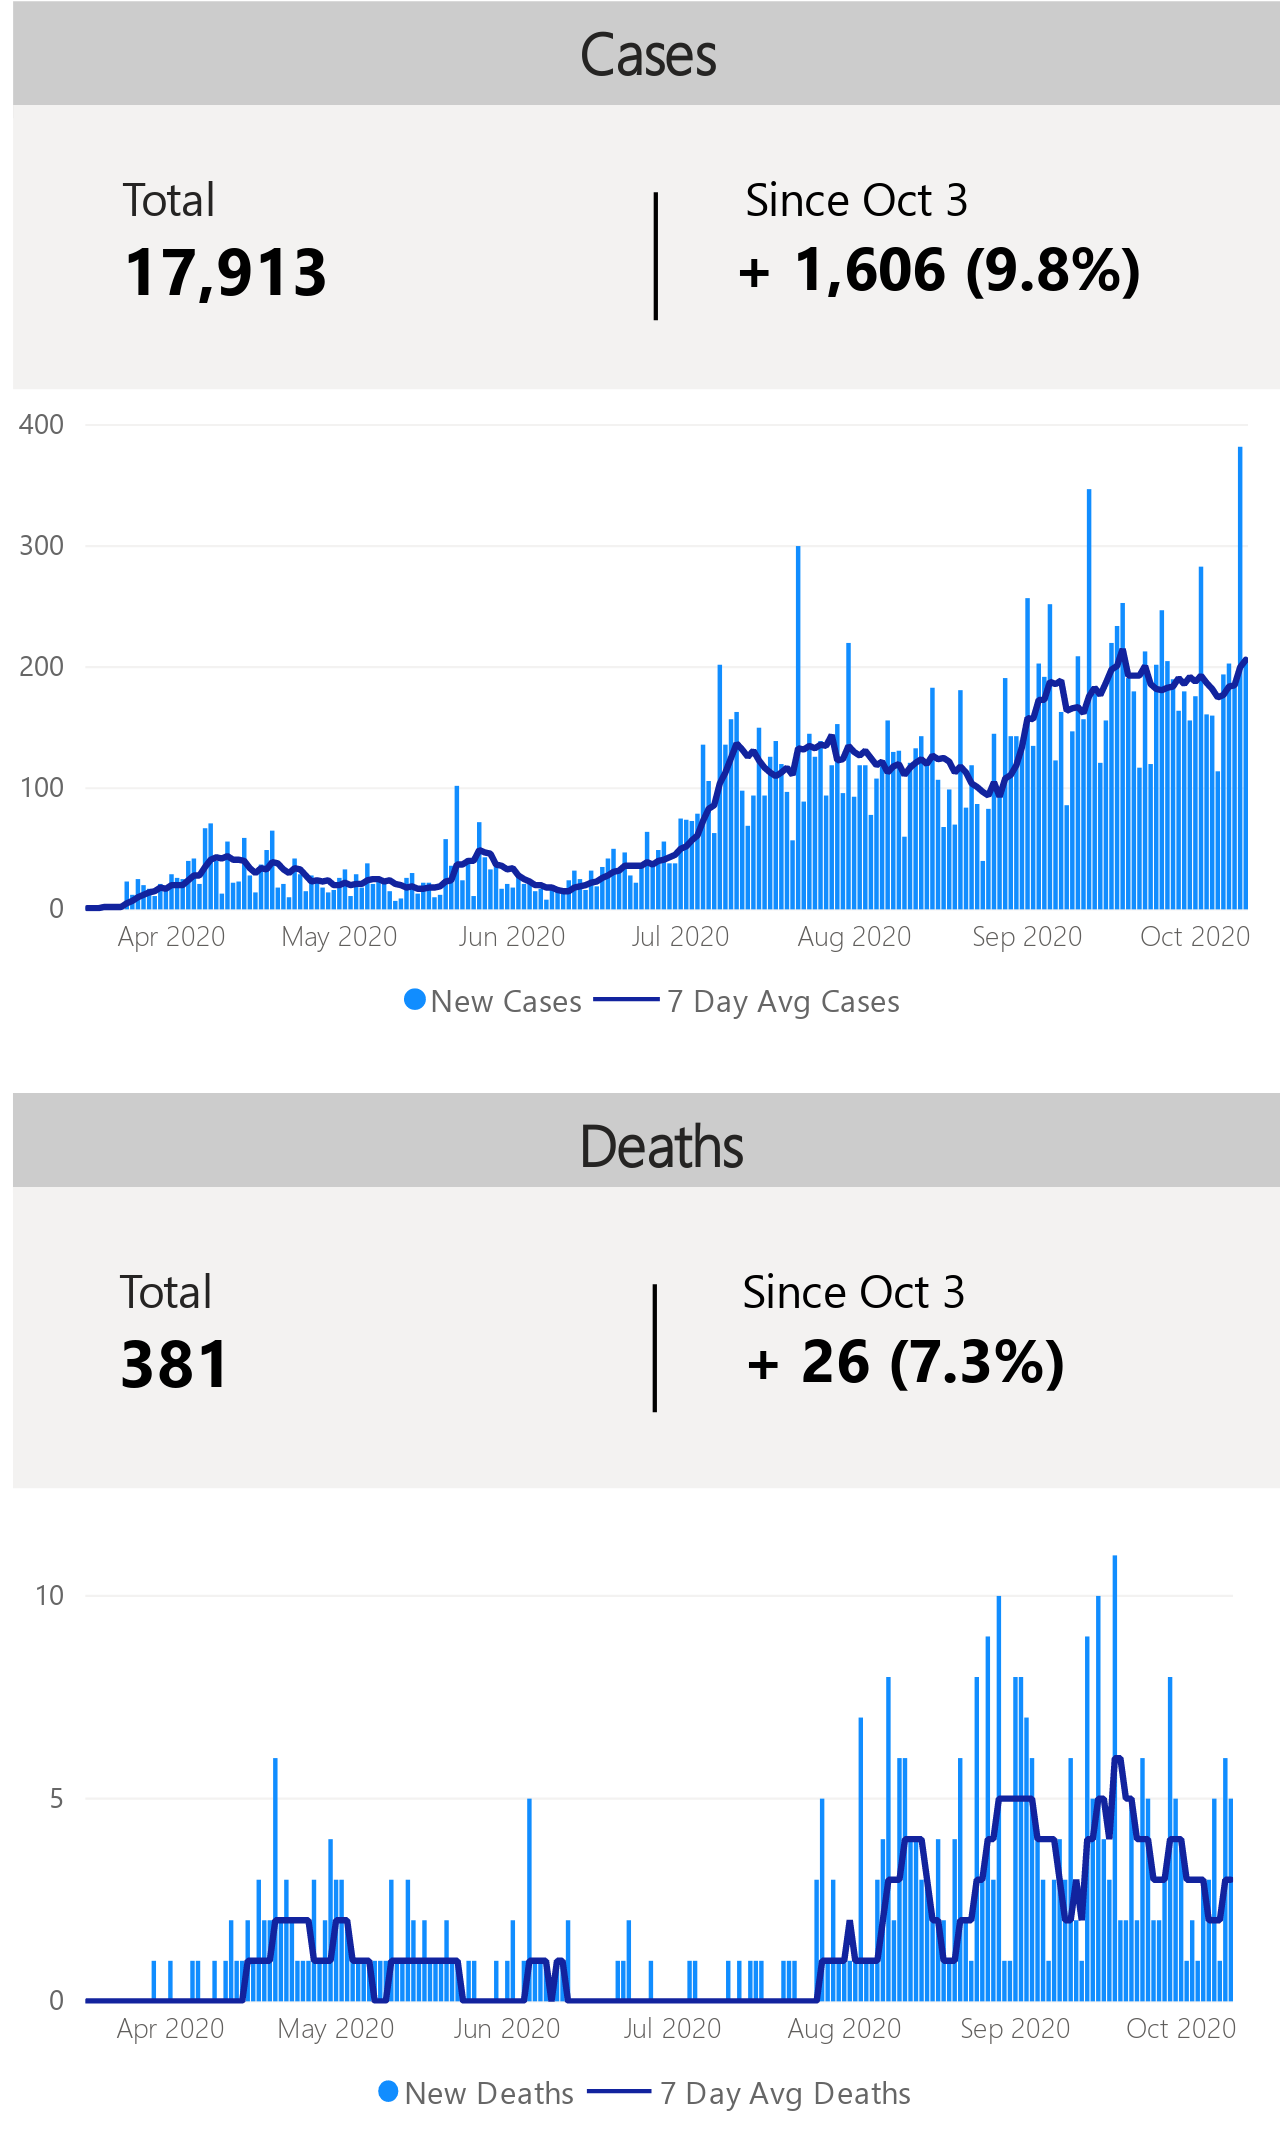 Cases
Total
Since Oct 3
17,913
+ 1,606 (9.8%)
400
300
200
100
0
Apr 2020 May 2020 Jun 2020 Jul 2020 Aug 2020 Sep 2020 Oct 2020
New Cases 7 Day Avg Cases
Deaths
Total
Since Oct 3
381
+ 26 (7.3%)
10
5
0
Apr 2020 May 2020 Jun 2020 Jul 2020 Aug 2020 Sep 2020 Oct 2020
New Deaths 7 Day Avg Deaths